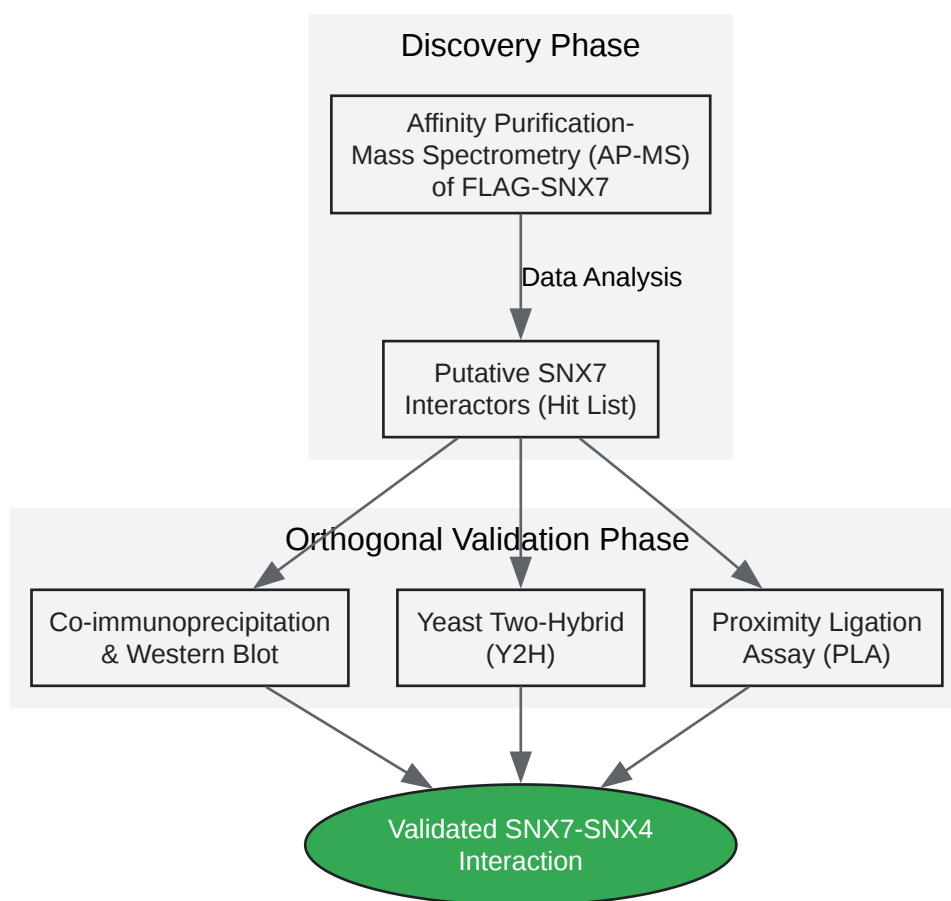 Discovery Phase
Affinity Purification-
Mass Spectrometry (AP-MS)
of FLAG-SNX7
Data Analysis
Putative SNX7
Interactors (Hit List)
Orthogonal Validation Phase
Co-immunoprecipitation
& Western Blot
Yeast Two-Hybrid
(Y2H)
Proximity Ligation
Assay (PLA)
Validated SNX7-SNX4
Interaction